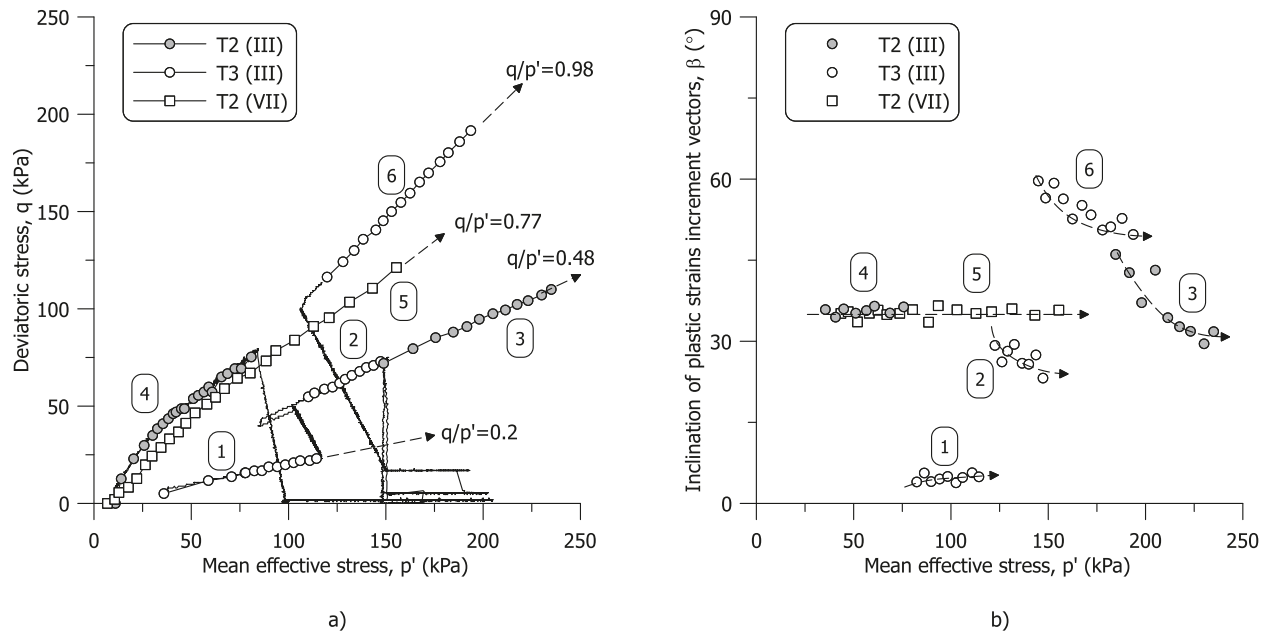 250
200
150
100
50
0
Deviatoric stress, q (kPa)
T2 (III)
T3 (III)
T2 (VII)
q/p'=0.98
q/p'=0.77
q/p'=0.48
q/p'=0.2
6
5
2
3
4
1
0 50 100 150 200 250
Mean effective stress, p' (kPa)
a)
90
60
30
0
Inclination of plastic strains increment vectors, β (°)
T2 (III)
T3 (III)
T2 (VII)
6
4 5
3
2
1
0 50 100 150 200 250
Mean effective stress, p' (kPa)
b)